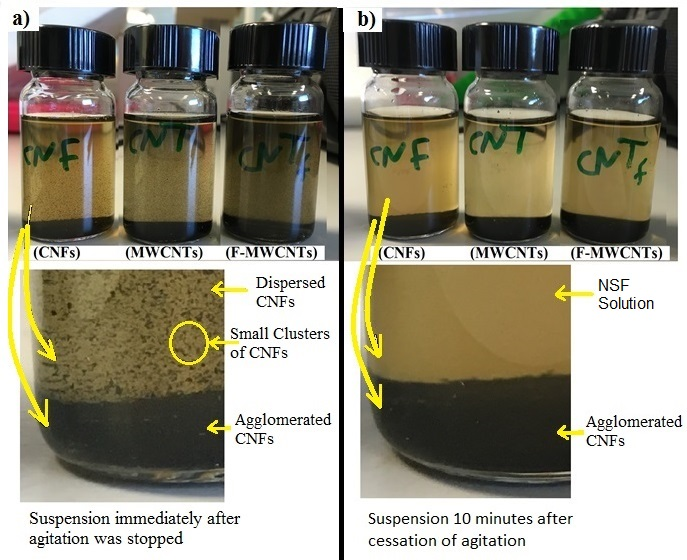 a)
CNF
CNT
CNTf
(CNFs)
(MWCNTs)
(F-MWCNTs)
Dispersed
CNFs
Small Clusters
of CNFs
Agglomerated
CNFs
Suspension immediately after
agitation was stopped
b)
CNF
CNT
CNTf
(CNFs)
(MWCNTs)
(F-MWCNTs)
NSF
Solution
Agglomerated
CNFs
Suspension 10 minutes after
cessation of agitation